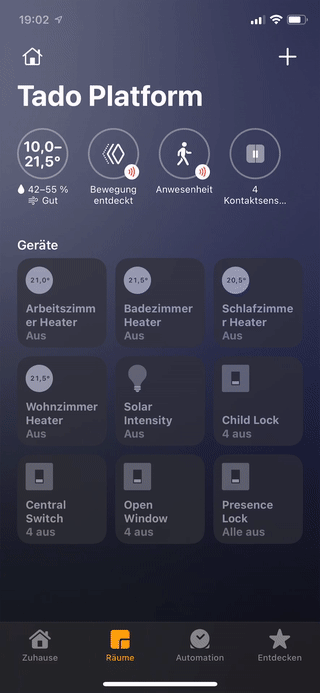 19:02
Tado Platform
10,0–
21,5°
42–55 %
Gut
Bewegung
entdeckt
Anwesenheit
4
Kontaktsens...
Geräte
21,0°
Arbeitszimm
er Heater
Aus
21,5°
Badezimmer
Heater
Aus
20,5°
Schlafzimme
r Heater
Aus
21,5°
Wohnzimmer
Heater
Aus
Solar
Intensity
Aus
Child Lock
4 aus
Central
Switch
4 aus
Open
Window
4 aus
Presence
Lock
Alle aus
Zuhause
Räume
Automation
Entdecken